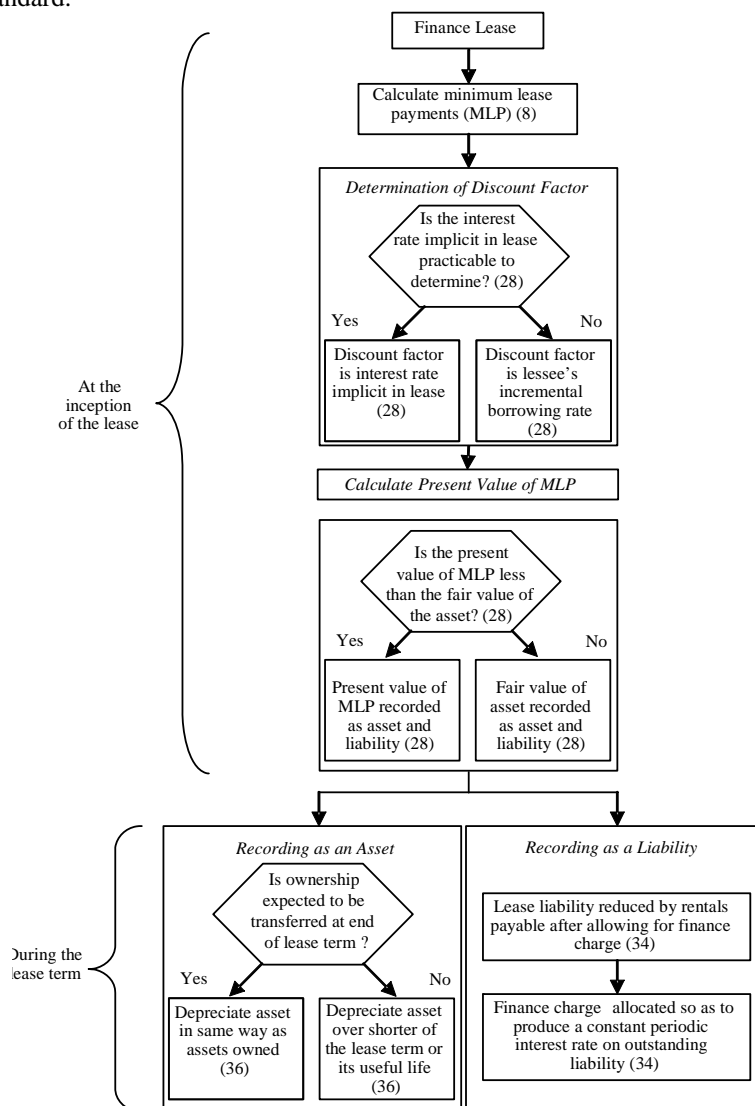 Finance Lease
Calculate minimum lease
payments (MLP) (8)
Determination of Discount Factor
Is the interest
rate implicit in lease
practicable to
determine? (28)
Yes
No
Discount factor
is interest rate
implicit in lease
(28)
Discount factor
is lessee’s
incremental
borrowing rate
(28)
At the
inception
of the lease
Calculate Present Value of MLP
Is the present
value of MLP less
than the fair value of
the asset? (28)
Yes
No
Present value of
MLP recorded
as asset and
liability (28)
Fair value of
asset recorded
as asset and
liability (28)
Recording as an Asset
Is ownership
expected to be
transferred at end
of lease term ?
Yes
No
Depreciate asset
in same way as
assets owned
(36)
Depreciate asset
over shorter of
the lease term or
its useful life
(36)
Recording as a Liability
Lease liability reduced by rentals
payable after allowing for finance
charge (34)
Finance charge allocated so as to
produce a constant periodic
interest rate on outstanding
liability (34)
During the
lease term